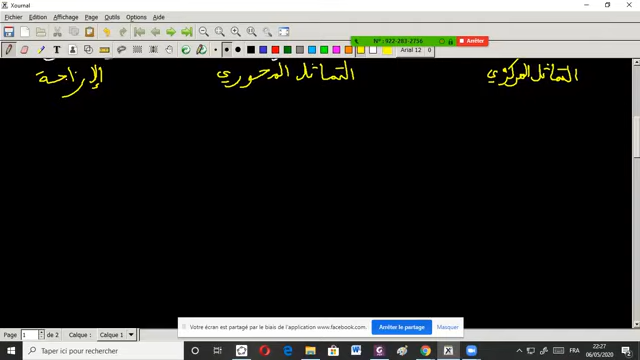 Xournal
Fichier Edition Affichage Page Journal Outils Options Aide
N° : 022-283-2756 Arrêter
Arial 12
التماثل المركزي التماثل المحوري الإزاحة
Page 1 de 2 Calque : Calque 1
Votre écran est partagé par le biais de l'application www.facebook.com. Arrêter le partage Masquer
Taper ici pour rechercher
FRA 22:27
06/05/2020